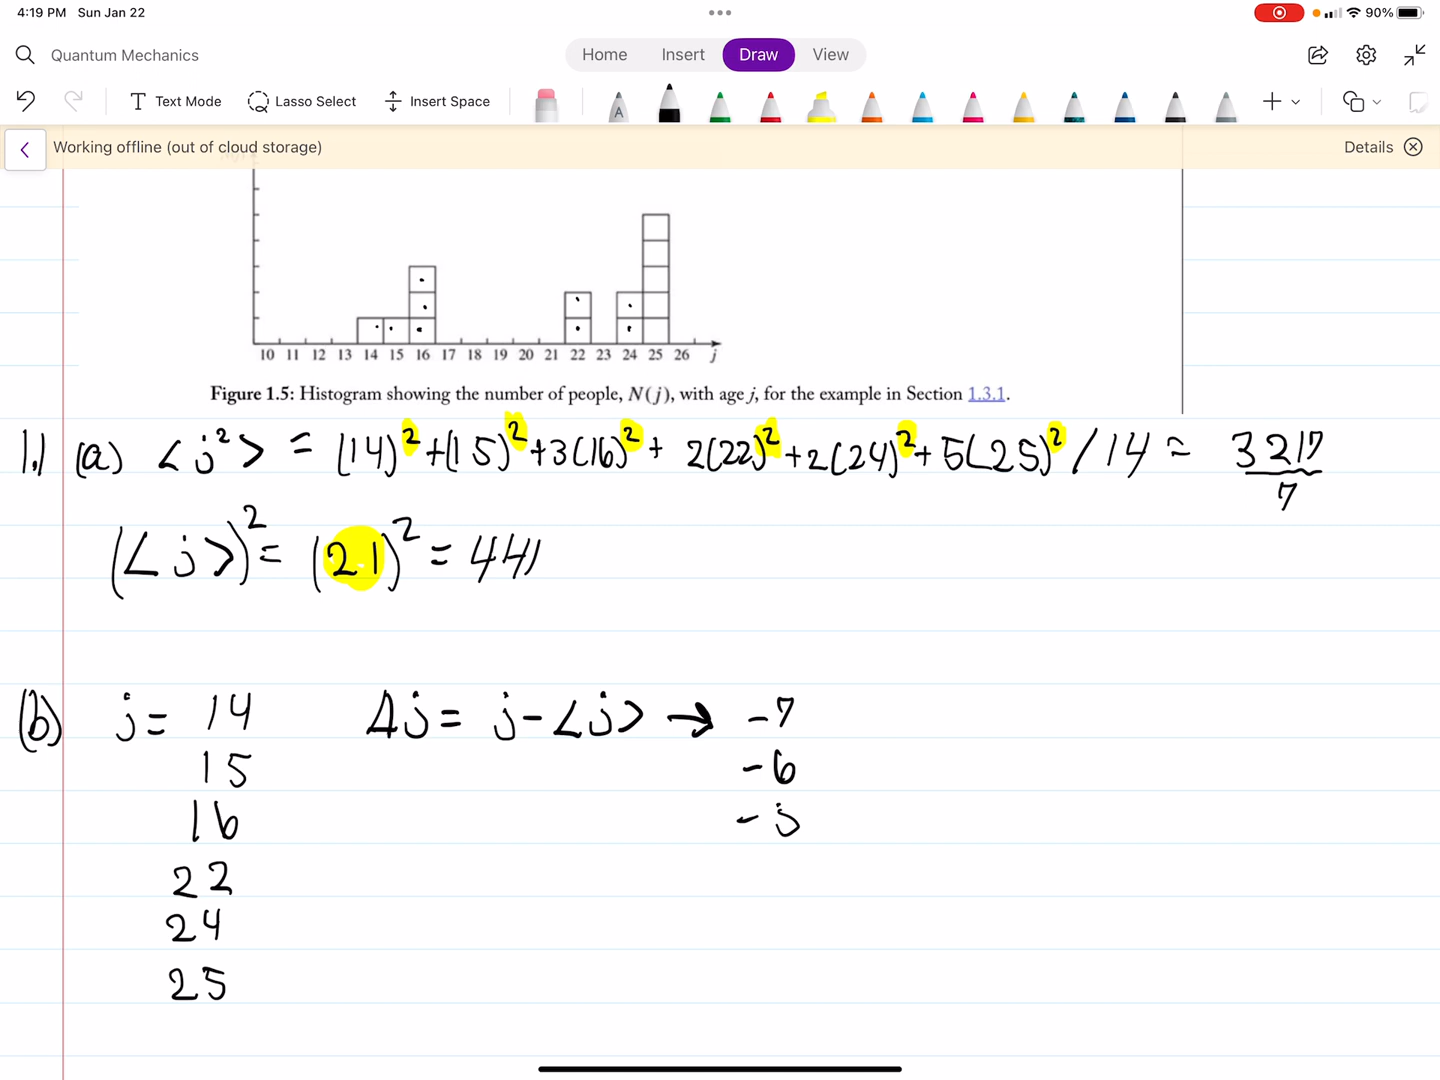 4:19 PM Sun Jan 22
90%
Quantum Mechanics
Home Insert Draw View
Text Mode Lasso Select Insert Space
A
Working offline (out of cloud storage) Details
10 11 12 13 14 15 16 17 18 19 20 21 22 23 24 25 26 j
Figure 1.5: Histogram showing the number of people, N(j), with age j, for the example in Section 1.3.1.
1.1 (a) <j²> = (14)² + (15)² + 3(16)² + 2(22)² + 2(24)² + 5(25)² / 14 = 3217/7
(<j>)² = (21)² = 441
(b) j = 14 Δj = j - <j> → -7
15 -6
16 -5
22
24
25